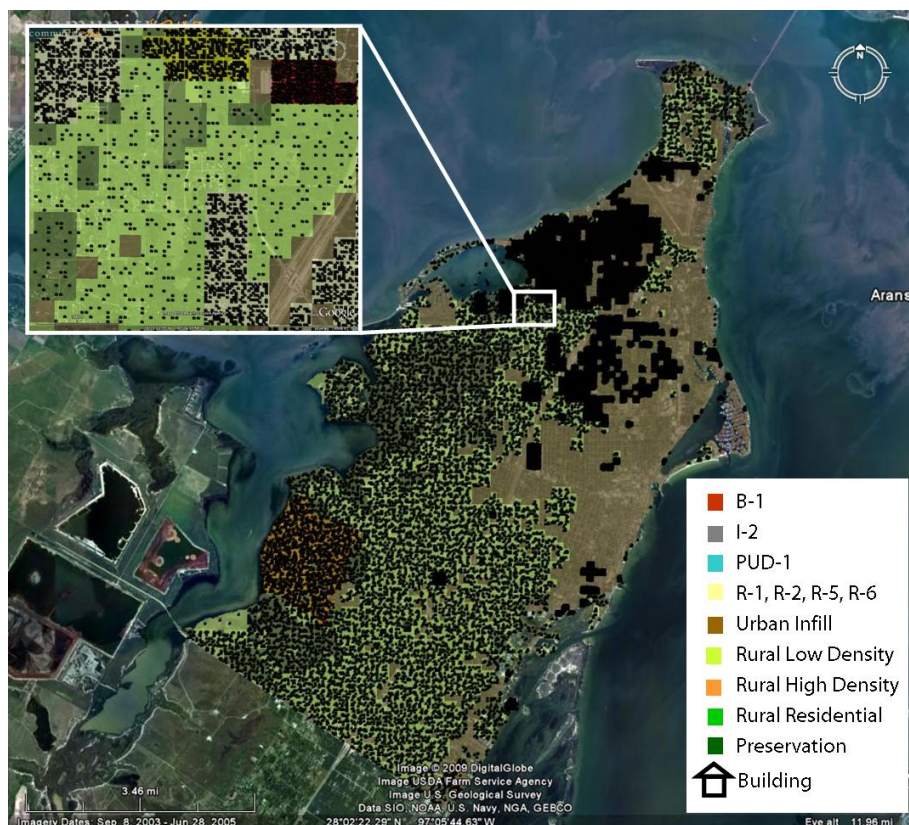 N
Google
Arans
B-1
I-2
PUD-1
R-1, R-2, R-5, R-6
Urban Infill
Rural Low Density
Rural High Density
Rural Residential
Preservation
Building
Image © 2009 DigitalGlobe
Image USDA Farm Service Agency
Image U.S. Geological Survey
Data SIO, NOAA, U.S. Navy, NGA, GEBCO
3.46 mi
Imagery Dates: Sep 8, 2003 - Jun 28, 2005
28°02'22.29" N
97°05'44.63" O
Eye alt 11.96 mi